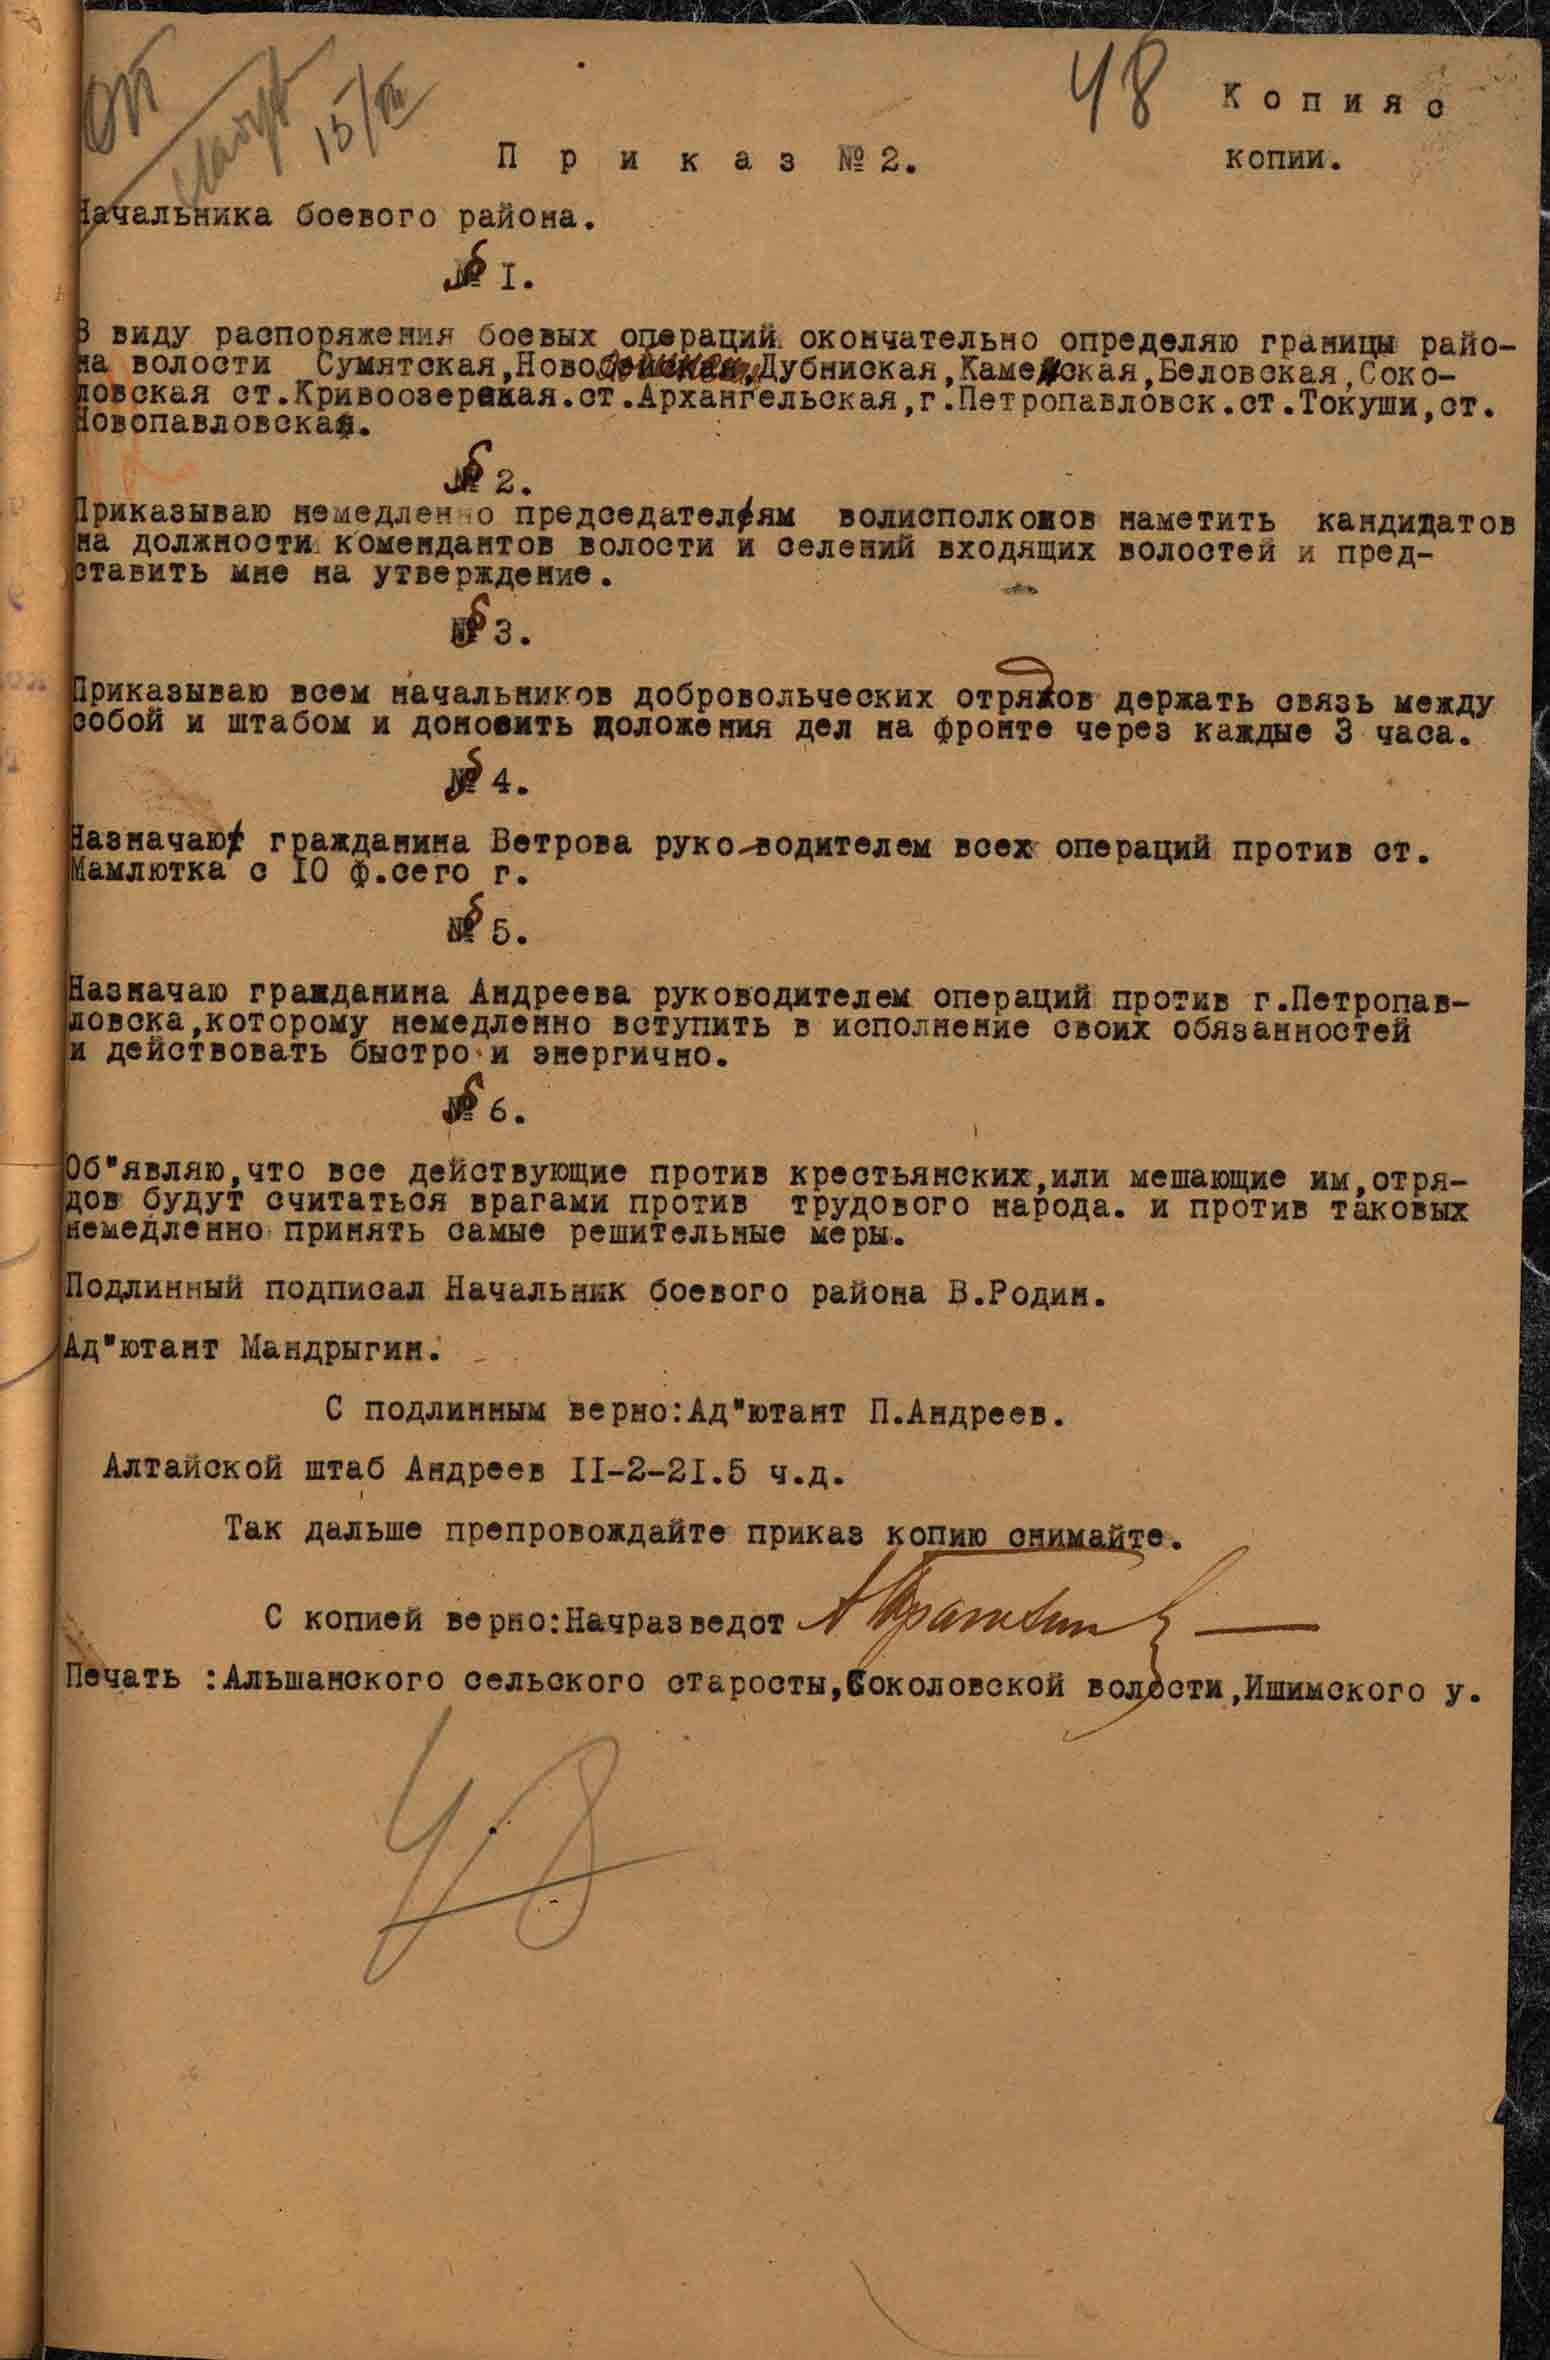 48
Копия с
15/III
Приказ № 2.
копии.
Начальника боевого района.
§ I.
В виду распоряжения боевых операций окончательно определяю границы райо-
на волости Сумятская,Ново Дубниская,Каменская,Беловская,Соко-
ловская ст.Кривоозерная.ст.Архангельская,г.Петропавловск.ст.Токуши,ст.
Новопавловская.
§ 2.
Приказываю немедленно председателям волисполкомов наметить кандидатов
на должности комендантов волости и селений входящих волостей и пред-
ставить мне на утверждение.
§ 3.
Приказываю всем начальников добровольческих отрядов держать связь между
собой и штабом и доносить положения дел на фронте через каждые 3 часа.
§ 4.
Назначаю гражданина Ветрова руководителем всех операций против ст.
Мамлютка с 10 ф.сего г.
§ 5.
Назначаю гражданина Андреева руководителем операций против г.Петропав-
ловска,которому немедленно вступить в исполнение своих обязанностей
и действовать быстро и энергично.
§ 6.
Об"являю,что все действующие против крестьянских,или мешающие им,отря-
дов будут считаться врагами против трудового народа. и против таковых
немедленно принять самые решительные меры.
Подлинный подписал Начальник боевого района В.Родин.
Ад"ютант Мандрыгин.
С подлинным верно:Ад"ютант П.Андреев.
Алтайской штаб Андреев II-2-2I.5 ч.д.
Так дальше препровождайте приказ копию снимайте.
С копией верно:Начразведот
Печать :Альшанского сельского старосты,Соколовской волости,Ишимского у.
48